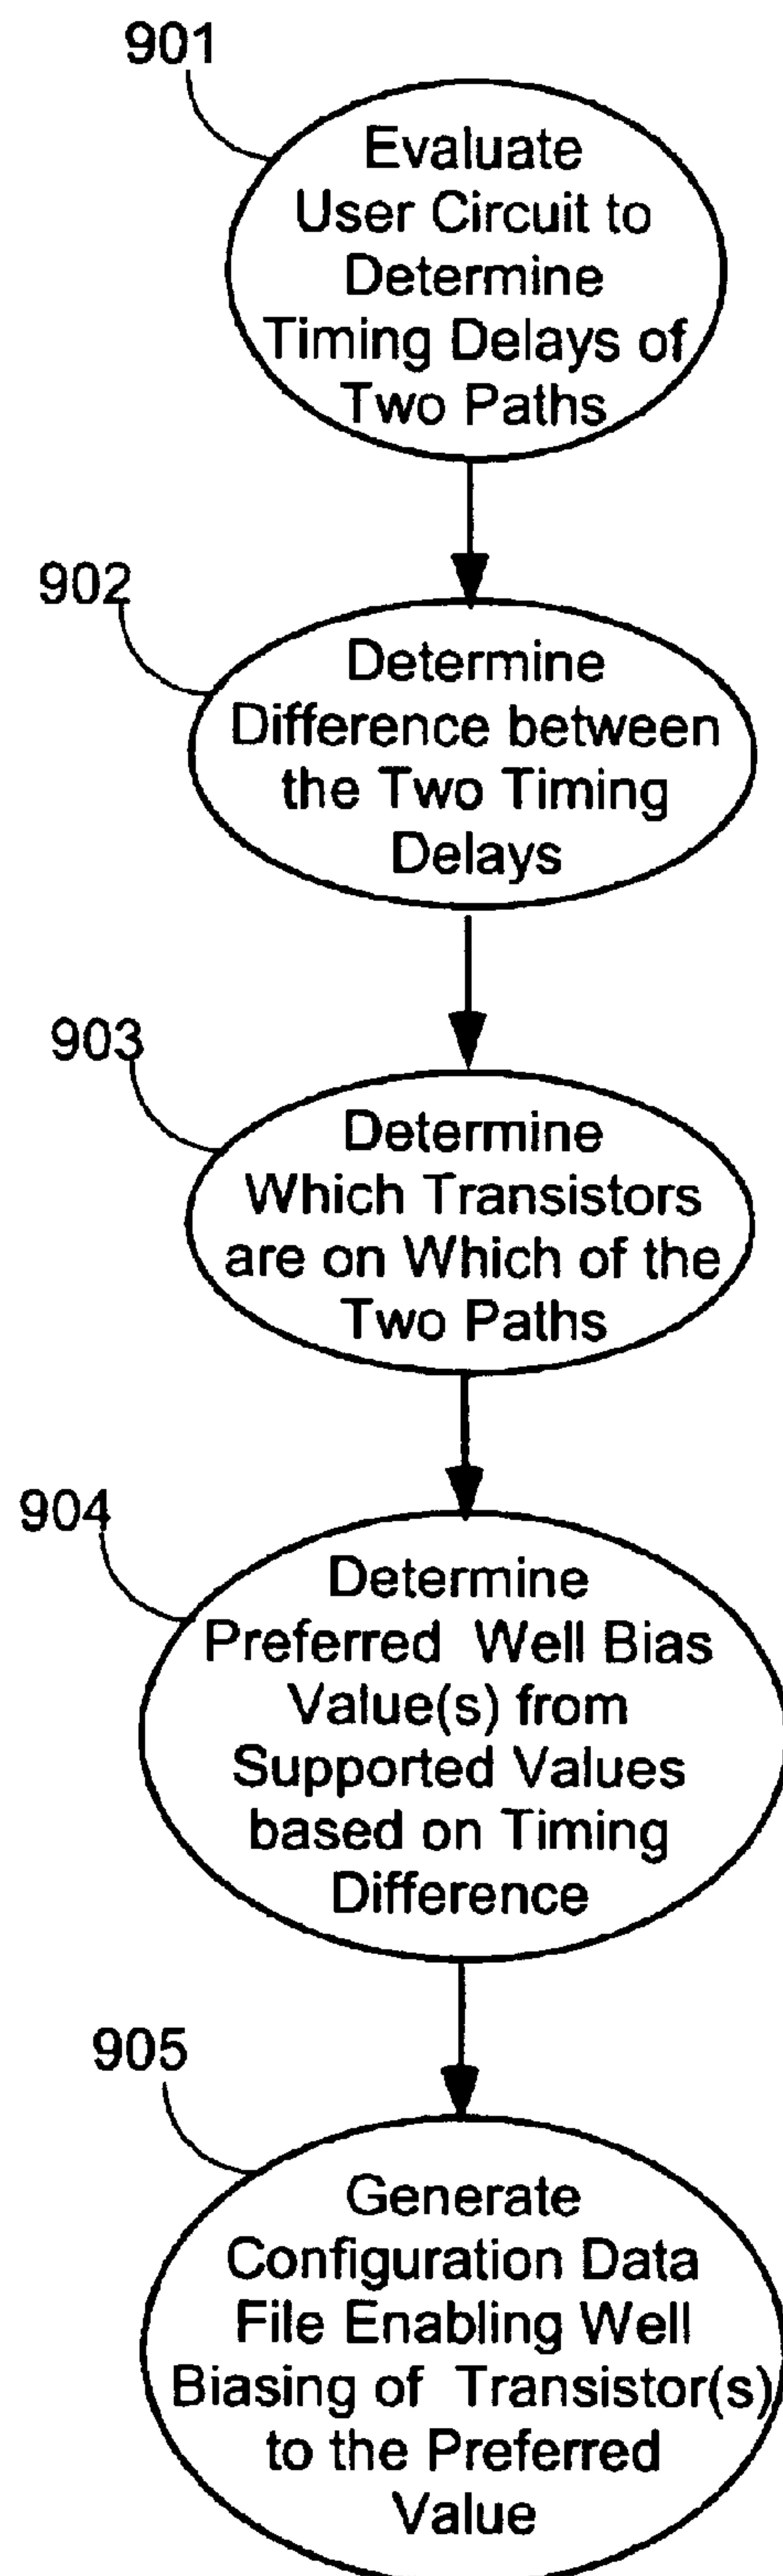 901
Evaluate
User Circuit to
Determine
Timing Delays of
Two Paths
902
Determine
Difference between
the Two Timing
Delays
903
Determine
Which Transistors
are on Which of the
Two Paths
904
Determine
Preferred Well Bias
Value(s) from
Supported Values
based on Timing
Difference
905
Generate
Configuration Data
File Enabling Well
Biasing of Transistor(s)
to the Preferred
Value